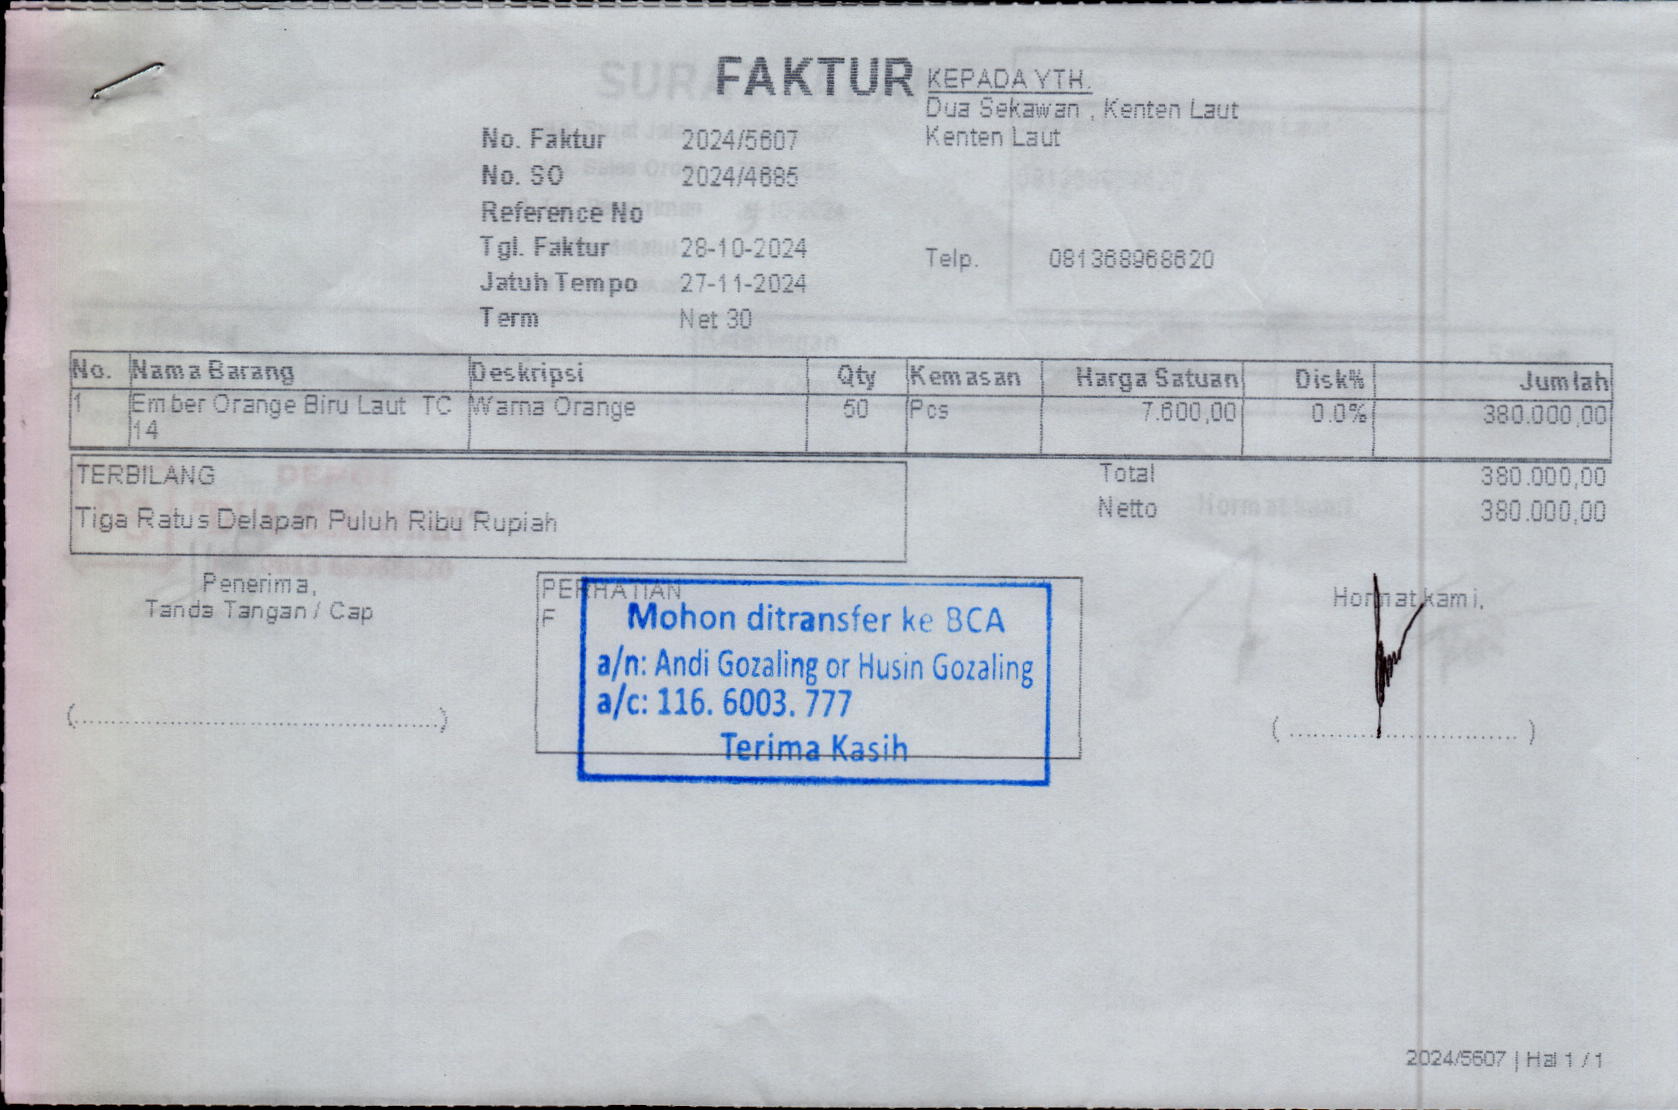 FAKTUR
KEPADA YTH.
Dua Sekawan , Kenten Laut
Kenten Laut
No. Faktur 2024/5607
No. SO 2024/4685
Reference No
Tgl. Faktur 28-10-2024
Telp. 081368968620
Jatuh Tempo 27-11-2024
Term Net 30
No. Nama Barang Deskripsi Qty Kemasan Harga Satuan Disk% Jumlah
1 Ember Orange Biru Laut TC 14 Warna Orange 50 Pcs 7.600,00 0.0% 380.000,00
TERBILANG
Tiga Ratus Delapan Puluh Ribu Rupiah
Total 380.000,00
Netto 380.000,00
Penerima,
Tanda Tangan / Cap
PERHATIAN
F
Mohon ditransfer ke BCA
a/n: Andi Gozaling or Husin Gozaling
a/c: 116. 6003. 777
Terima Kasih
Hormat kami,
2024/5607 | Hal 1 / 1